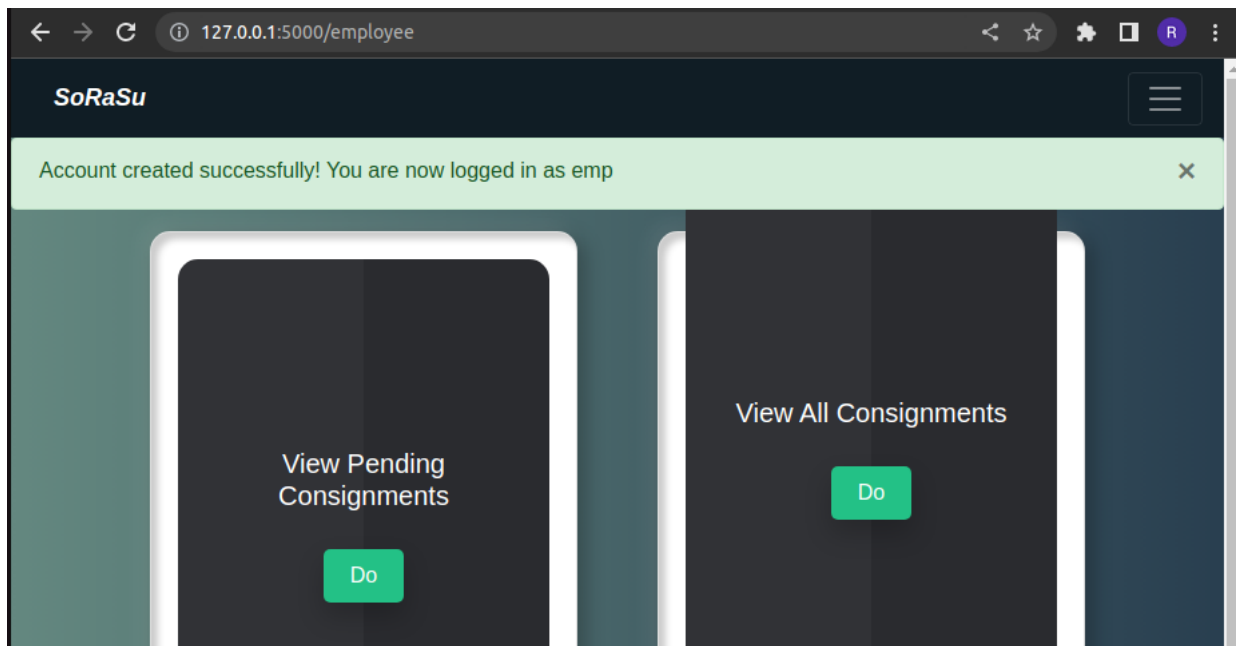 127.0.0.1:5000/employee
R
SoRaSu
Account created successfully! You are now logged in as emp
×
View Pending
Consignments
Do
View All Consignments
Do